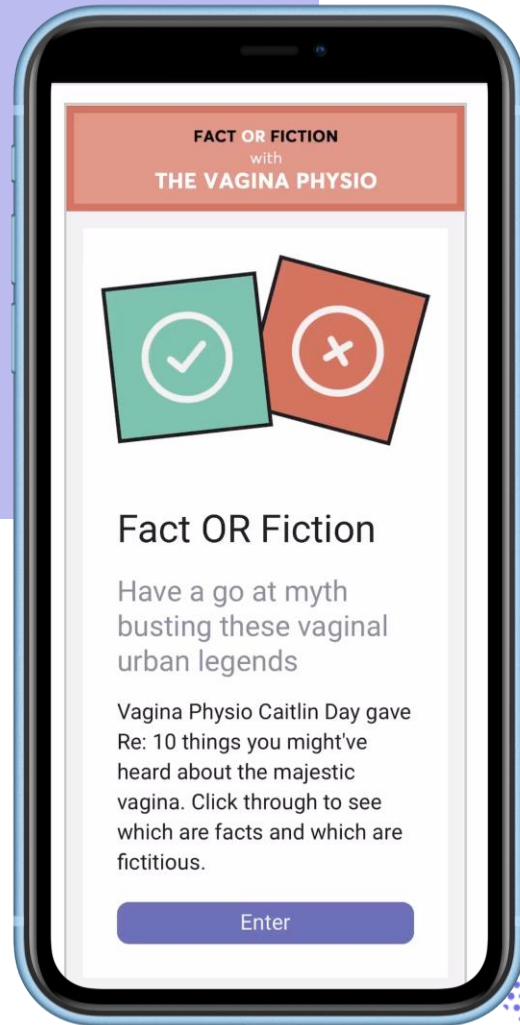 FACT OR FICTION
with
THE VAGINA PHYSIO
Fact OR Fiction
Have a go at myth
busting these vaginal
urban legends
Vagina Physio Caitlin Day gave
Re: 10 things you might've
heard about the majestic
vagina. Click through to see
which are facts and which are
fictitious.
Enter